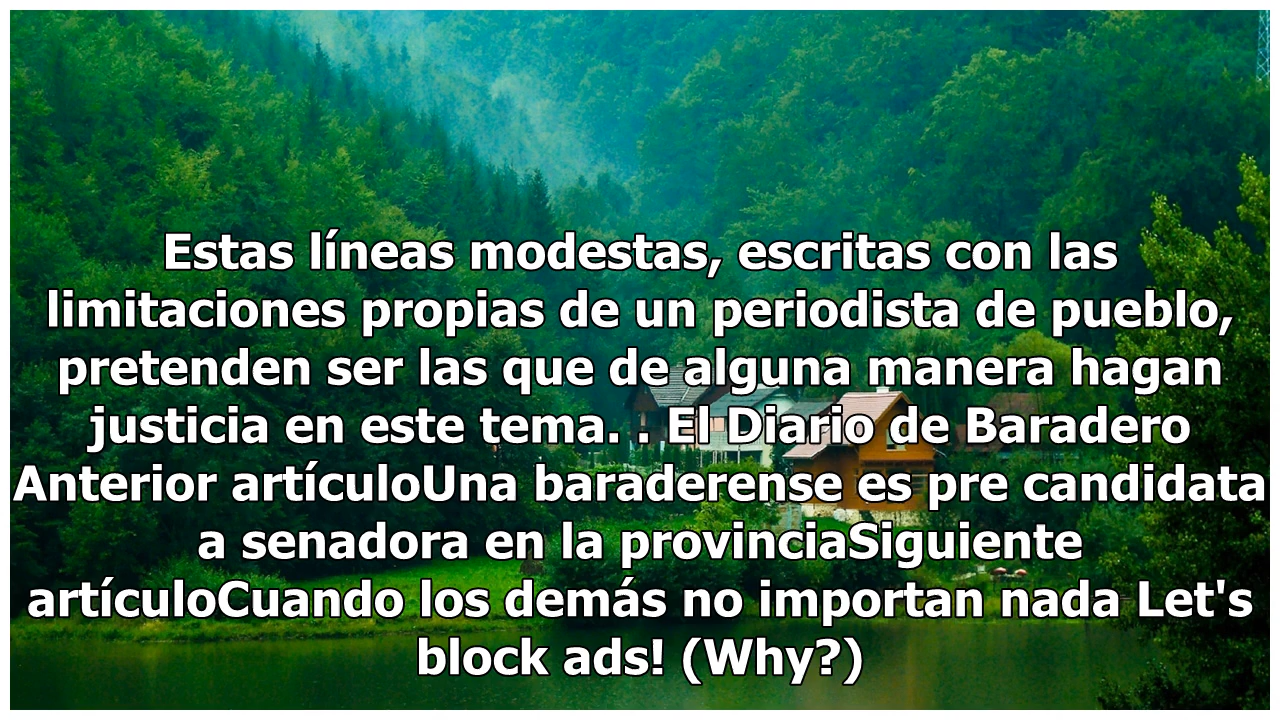 Estas líneas modestas, escritas con las
limitaciones propias de un periodista de pueblo,
pretenden ser las que de alguna manera hagan
justicia en este tema. . El Diario de Baradero
Anterior artículoUna baraderense es pre candidata
a senadora en la provinciaSiguiente
artículoCuando los demás no importan nada Let's
block ads! (Why?)